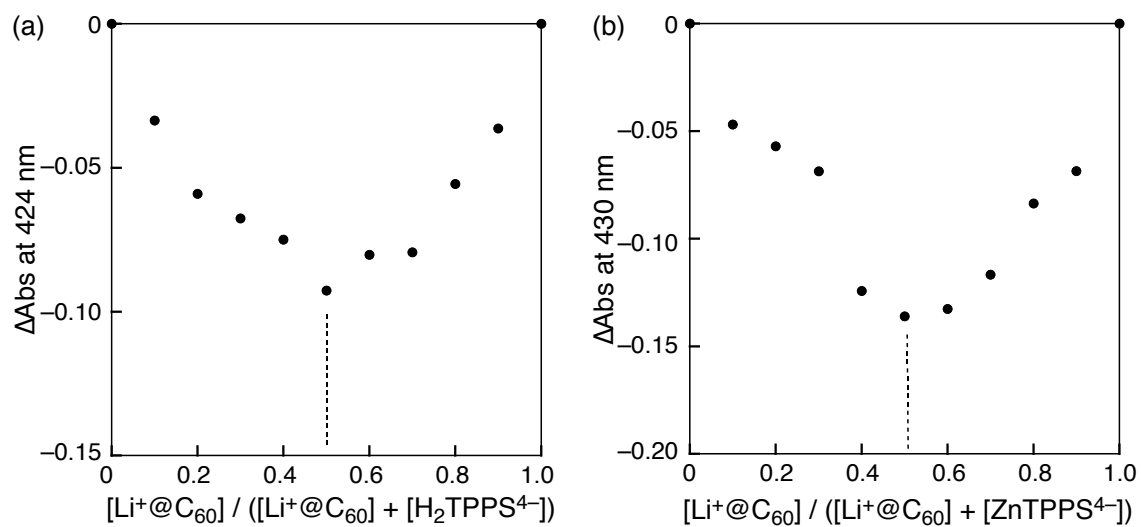 (a)
0
−0.05
−0.10
−0.15
ΔAbs at 424 nm
0 0.2 0.4 0.6 0.8 1.0
[Li⁺@C₆₀] / ([Li⁺@C₆₀] + [H₂TPPS⁴⁻])
(b)
0
−0.05
−0.10
−0.15
−0.20
ΔAbs at 430 nm
0 0.2 0.4 0.6 0.8 1.0
[Li⁺@C₆₀] / ([Li⁺@C₆₀] + [ZnTPPS⁴⁻])